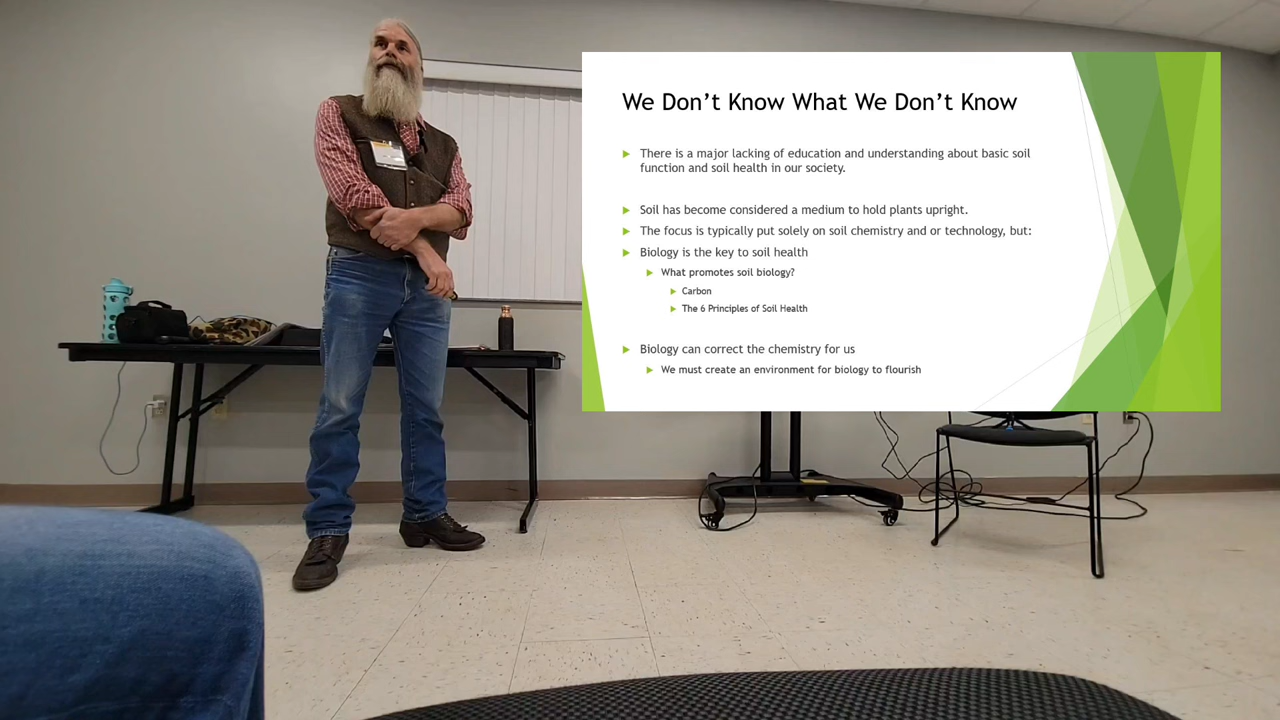 We Don't Know What We Don't Know
There is a major lacking of education and understanding about basic soil
function and soil health in our society.
Soil has become considered a medium to hold plants upright.
The focus is typically put solely on soil chemistry and or technology, but:
Biology is the key to soil health
What promotes soil biology?
Carbon
The 6 Principles of Soil Health
Biology can correct the chemistry for us
We must create an environment for biology to flourish